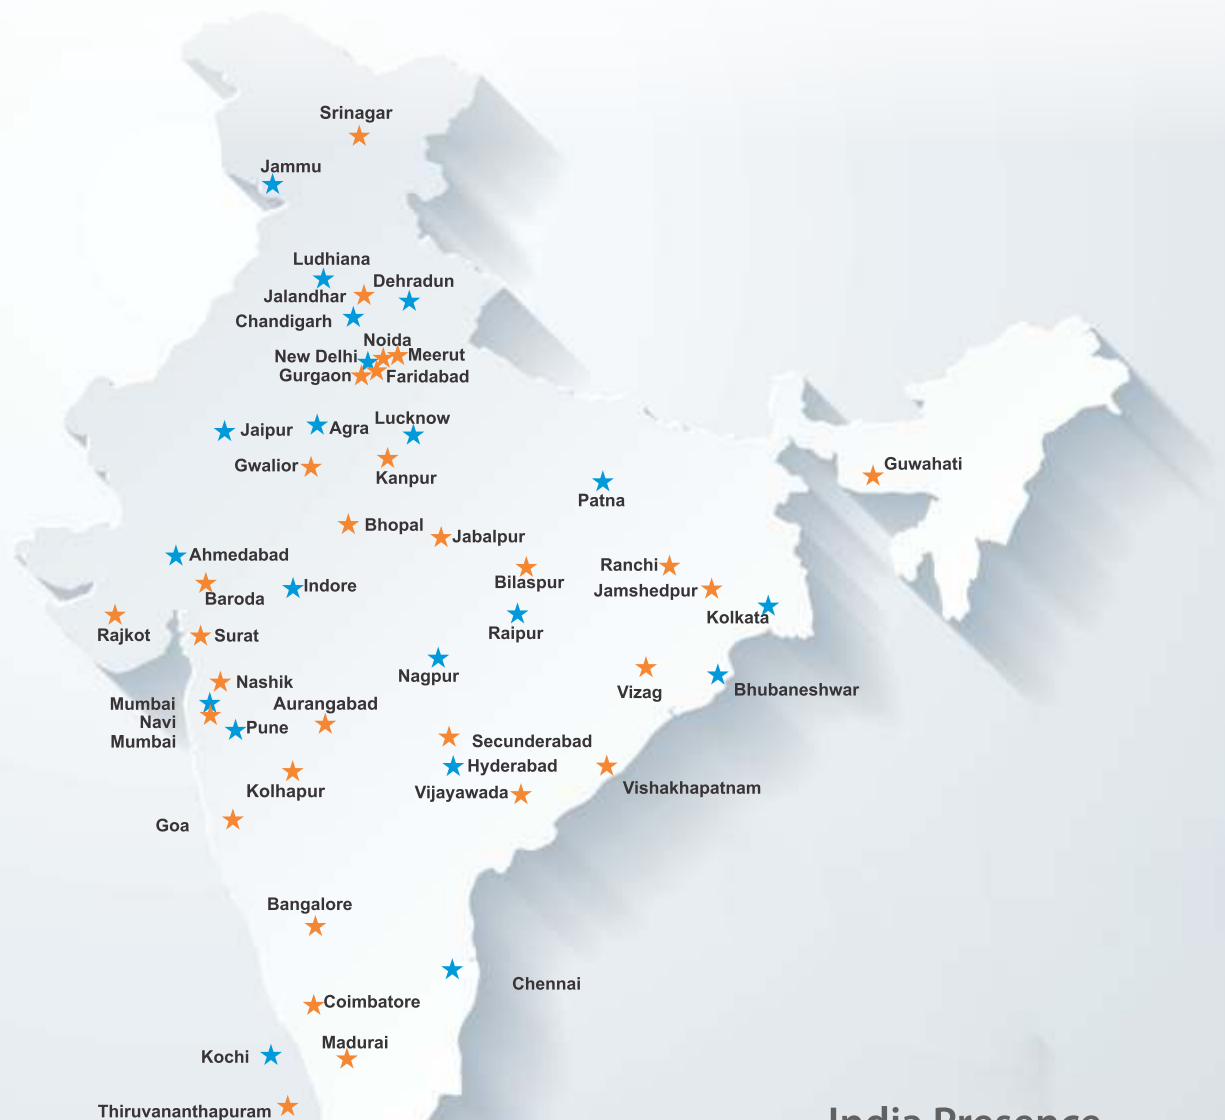 Srinagar
Jammu
Ludhiana
Dehradun
Jalandhar
Chandigarh
Noida
New Delhi
Meerut
Gurgaon
Faridabad
Lucknow
Jaipur
Agra
Gwalior
Kanpur
Guwahati
Patna
Bhopal
Jabalpur
Ahmedabad
Ranchi
Bilaspur
Indore
Jamshedpur
Baroda
Kolkata
Rajkot
Surat
Raipur
Nagpur
Nashik
Vizag
Bhubaneshwar
Mumbai
Aurangabad
Navi
Mumbai
Pune
Secunderabad
Hyderabad
Kolhapur
Vijayawada
Vishakhapatnam
Goa
Bangalore
Chennai
Coimbatore
Madurai
Kochi
Thiruvananthapuram
India Presence